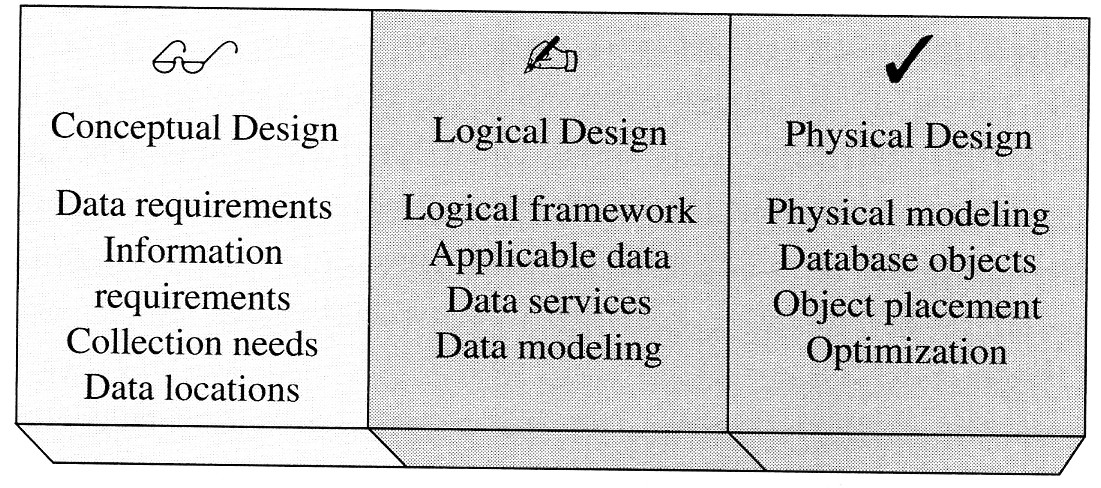 Conceptual Design
Data requirements
Information
requirements
Collection needs
Data locations
Logical Design
Logical framework
Applicable data
Data services
Data modeling
Physical Design
Physical modeling
Database objects
Object placement
Optimization